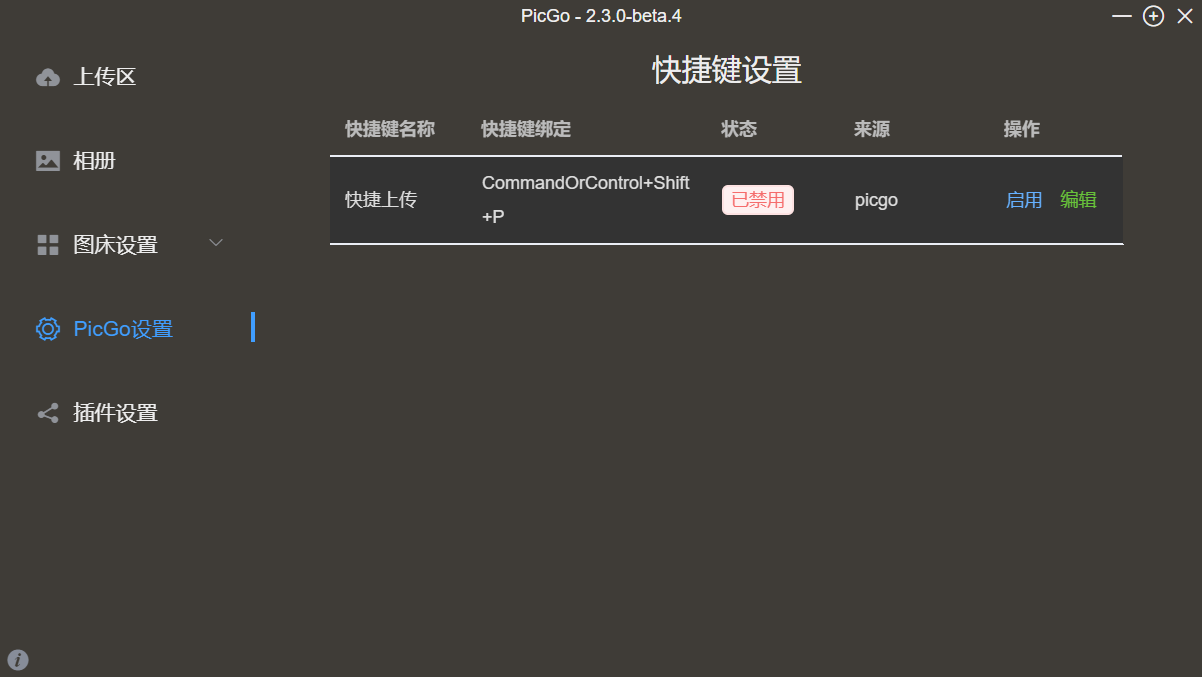 PicGo - 2.3.0-beta.4
上传区
相册
图床设置
PicGo设置
插件设置
快捷键设置
快捷键名称 快捷键绑定 状态 来源 操作
快捷上传 CommandOrControl+Shift
+P 已禁用 picgo 启用 编辑